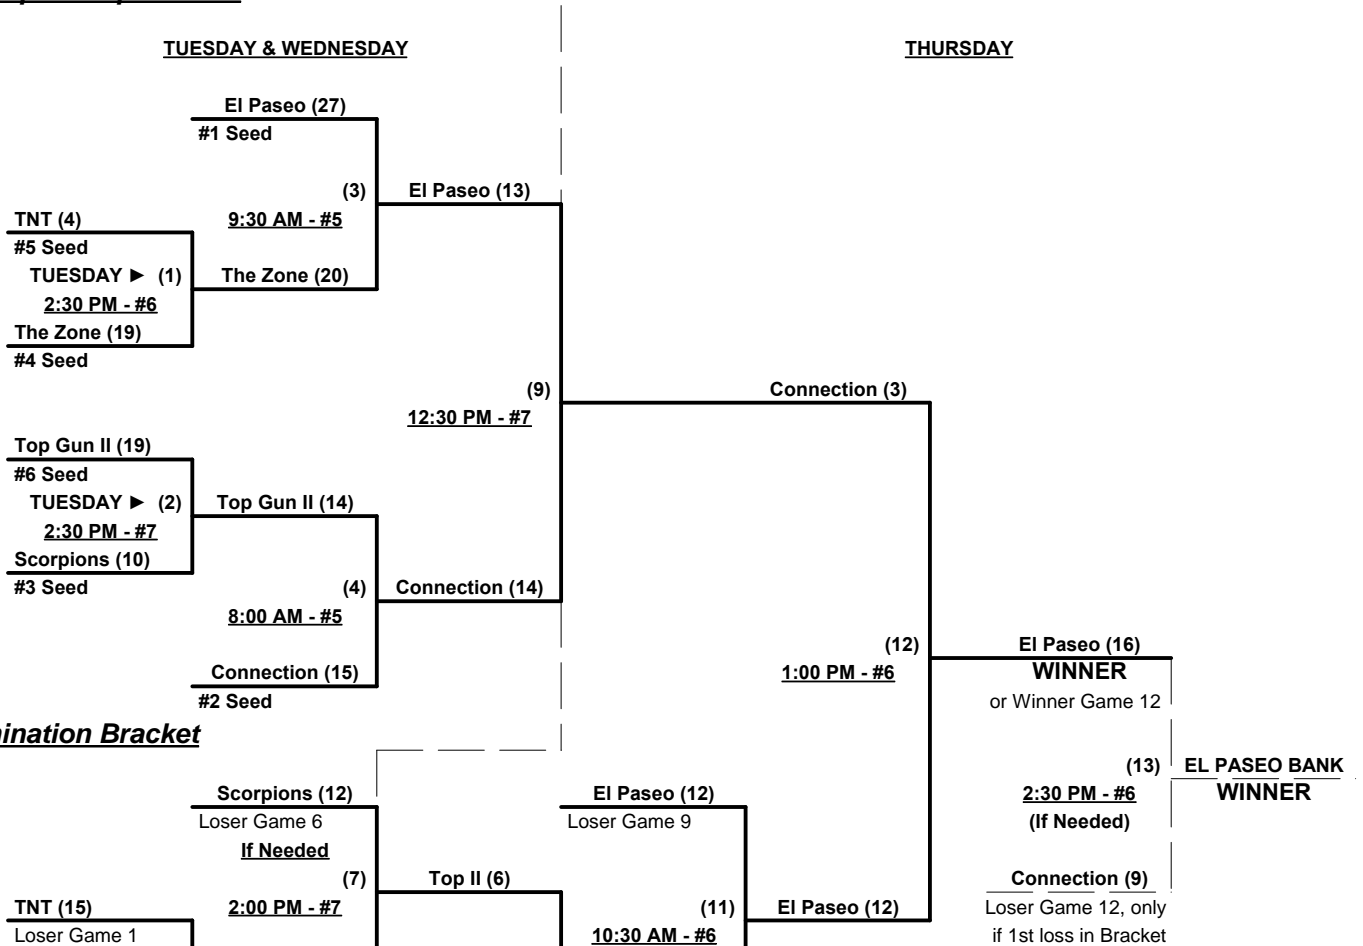 TUESDAY & WEDNESDAY
THURSDAY
El Paseo (27)
#1 Seed
(3)
9:30 AM - #5
El Paseo (13)
TNT (4)
#5 Seed
TUESDAY ► (1)
2:30 PM - #6
The Zone (20)
The Zone (19)
#4 Seed
(9)
12:30 PM - #7
Connection (3)
Top Gun II (19)
#6 Seed
TUESDAY ► (2)
2:30 PM - #7
Top Gun II (14)
Scorpions (10)
#3 Seed
(4)
8:00 AM - #5
Connection (14)
Connection (15)
#2 Seed
(12)
1:00 PM - #6
El Paseo (16)
WINNER
or Winner Game 12
Bracket
(13)
2:30 PM - #6
(If Needed)
EL PASEO BANK
WINNER
Scorpions (12)
Loser Game 6
If Needed
(7)
2:00 PM - #7
El Paseo (12)
Loser Game 9
Top II (6)
TNT (15)
Loser Game 1
(11)
10:30 AM - #6
El Paseo (12)
Connection (9)
Loser Game 12, only
if 1st loss in Bracket